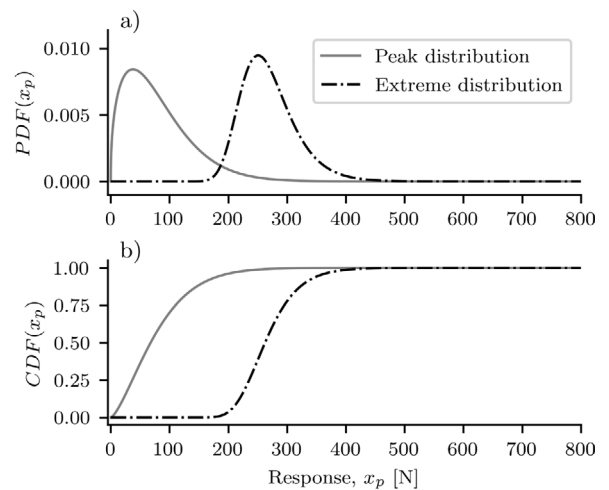 a)
0.010
0.005
0.000
PDF(x_p)
Peak distribution
Extreme distribution
0 100 200 300 400 500 600 700 800
b)
1.00
0.75
0.50
0.25
0.00
CDF(x_p)
0 100 200 300 400 500 600 700 800
Response, x_p [N]